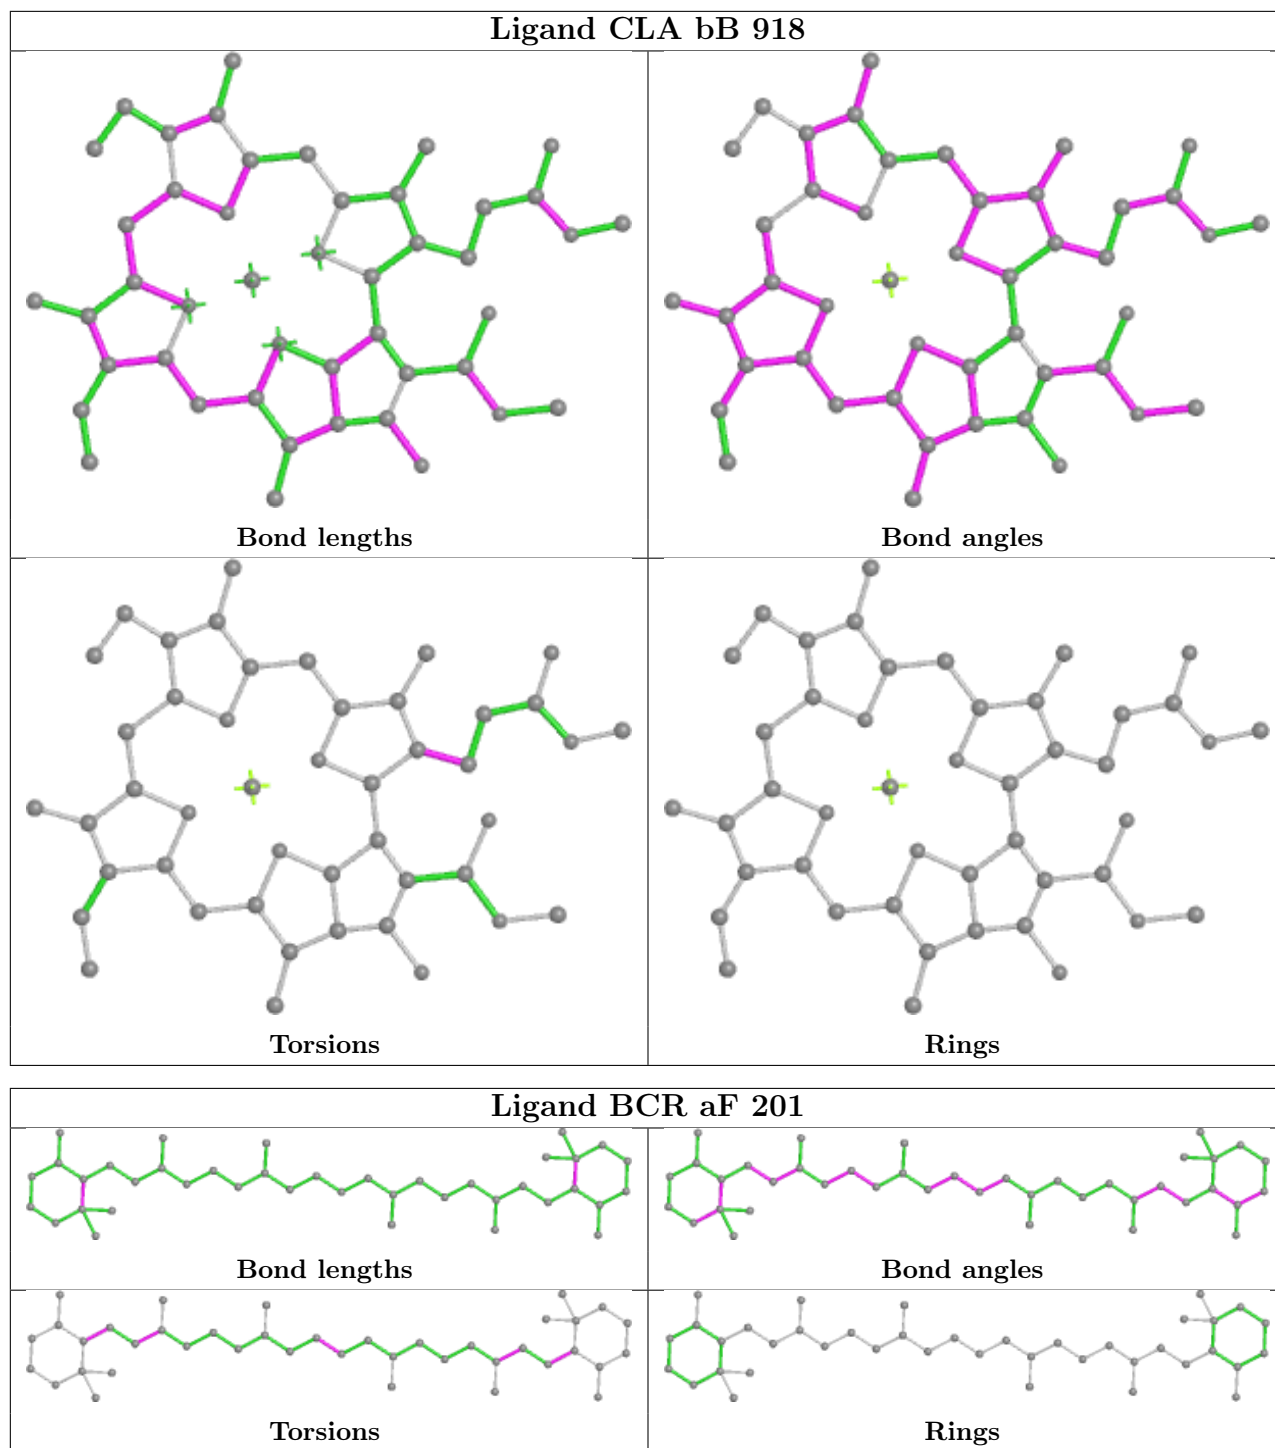 Ligand CLA bB 918
Bond lengths
Bond angles
Torsions
Rings
Ligand BCR aF 201
Bond lengths
Bond angles
Torsions
Rings